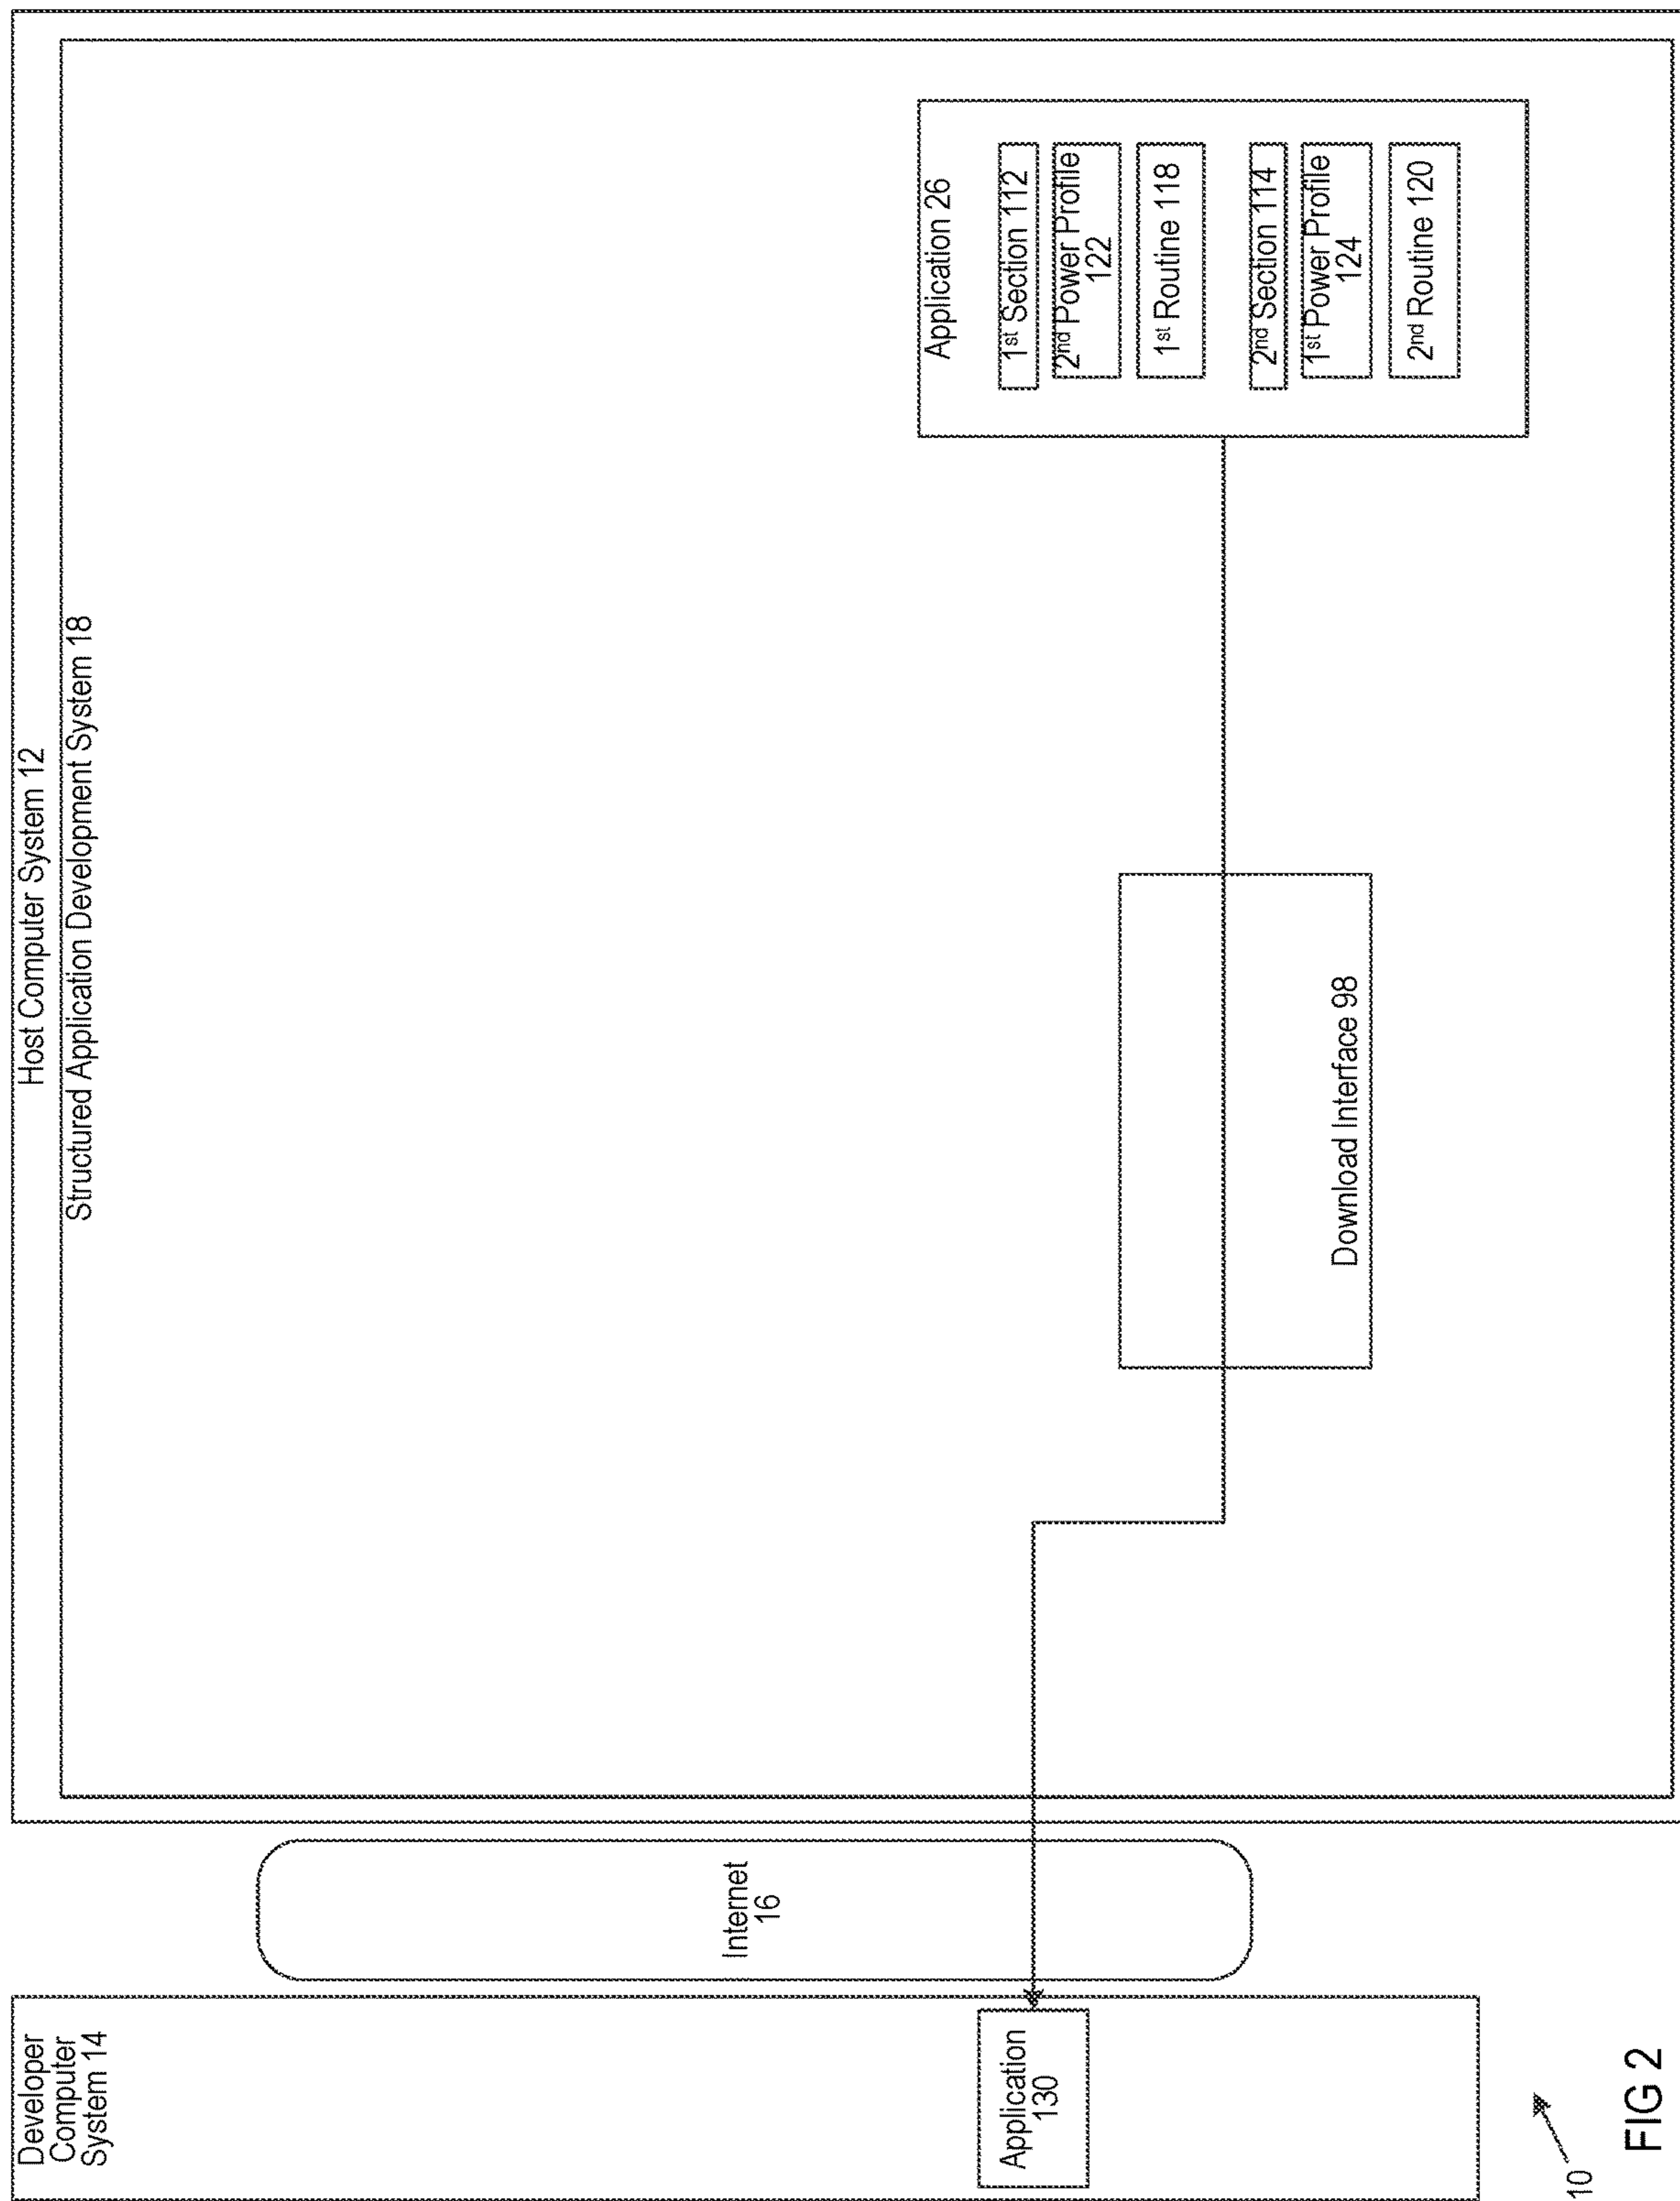 Developer
Computer
System 14
Application
130
Internet
16
Host Computer System 12
Structured Application Development System 18
Download Interface 98
Application 26
1st Section 112
2nd Power Profile
122
1st Routine 118
2nd Section 114
1st Power Profile
124
2nd Routine 120
10
FIG 2